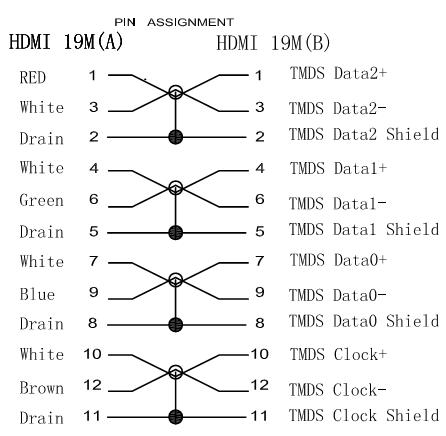 PIN ASSIGNMENT
HDMI 19M(A) HDMI 19M(B)
RED 1 1 TMDS Data2+
White 3 3 TMDS Data2-
Drain 2 2 TMDS Data2 Shield
White 4 4 TMDS Data1+
Green 6 6 TMDS Data1-
Drain 5 5 TMDS Data1 Shield
White 7 7 TMDS Data0+
Blue 9 9 TMDS Data0-
Drain 8 8 TMDS Data0 Shield
White 10 10 TMDS Clock+
Brown 12 12 TMDS Clock-
Drain 11 11 TMDS Clock Shield